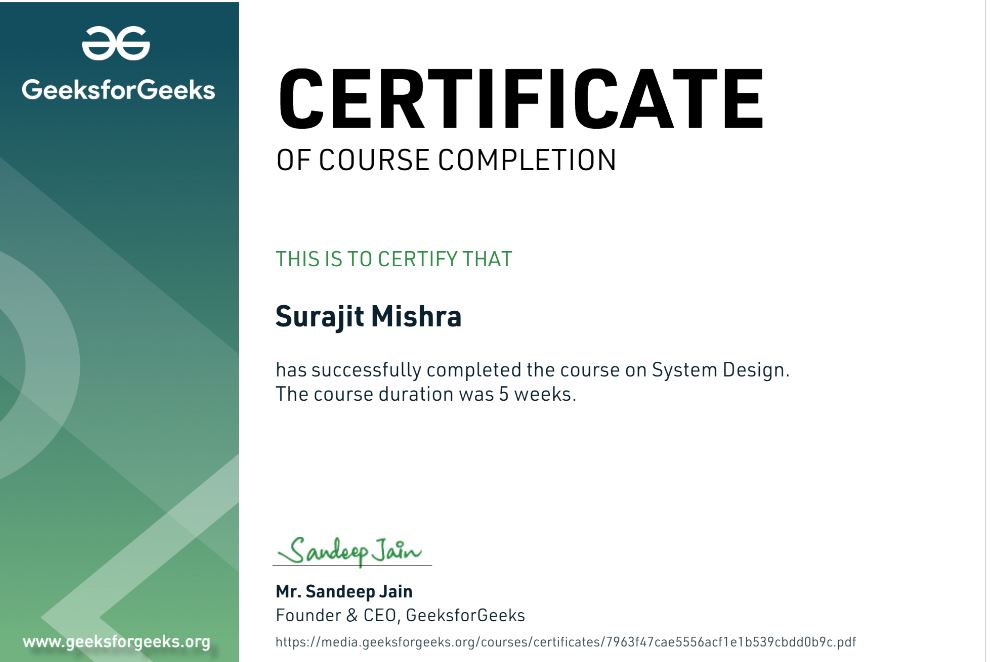 GeeksforGeeks
CERTIFICATE
OF COURSE COMPLETION
THIS IS TO CERTIFY THAT
Surajit Mishra
has successfully completed the course on System Design.
The course duration was 5 weeks.
Sandeep Jain
Mr. Sandeep Jain
Founder & CEO, GeeksforGeeks
www.geeksforgeeks.org
https://media.geeksforgeeks.org/courses/certificates/7963f47cae5556acf1e1b539cbdd0b9c.pdf